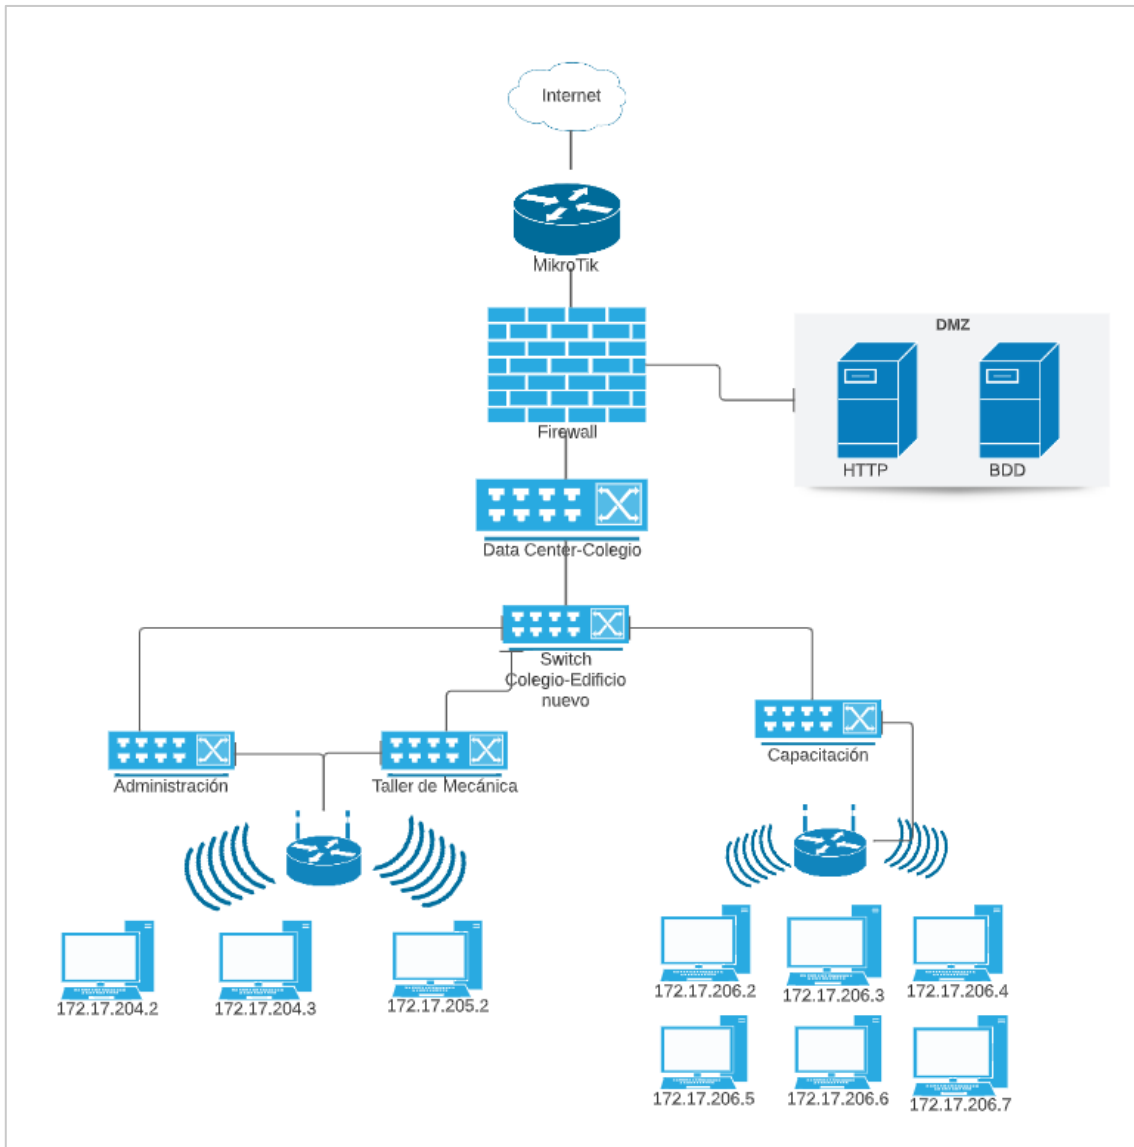 Internet
MikroTik
DMZ
Firewall
HTTP
BDD
Data Center-Colegio
Switch
Colegio-Edificio
nuevo
Capacitación
Administración
Taller de Mecánica
172.17.204.2
172.17.204.3
172.17.205.2
172.17.206.2
172.17.206.3
172.17.206.4
172.17.206.5
172.17.206.6
172.17.206.7